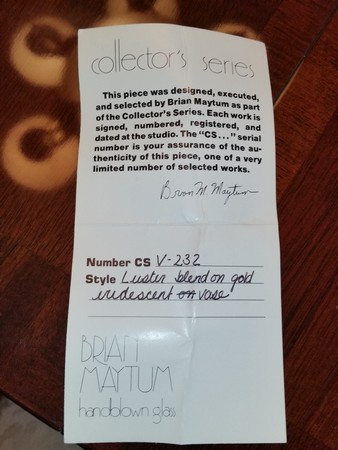 collector's series
This piece was designed, executed,
and selected by Brian Maytum as part
of the Collector's Series. Each work is
signed, numbered, registered, and
dated at the studio. The "CS..." serial
number is your assurance of the au-
thenticity of this piece, one of a very
limited number of selected works.
Brian M. Maytum
Number CS V-232
Style Luster blend on gold
iridescent on vase
BRIAN
MAYTUM
handblown glass